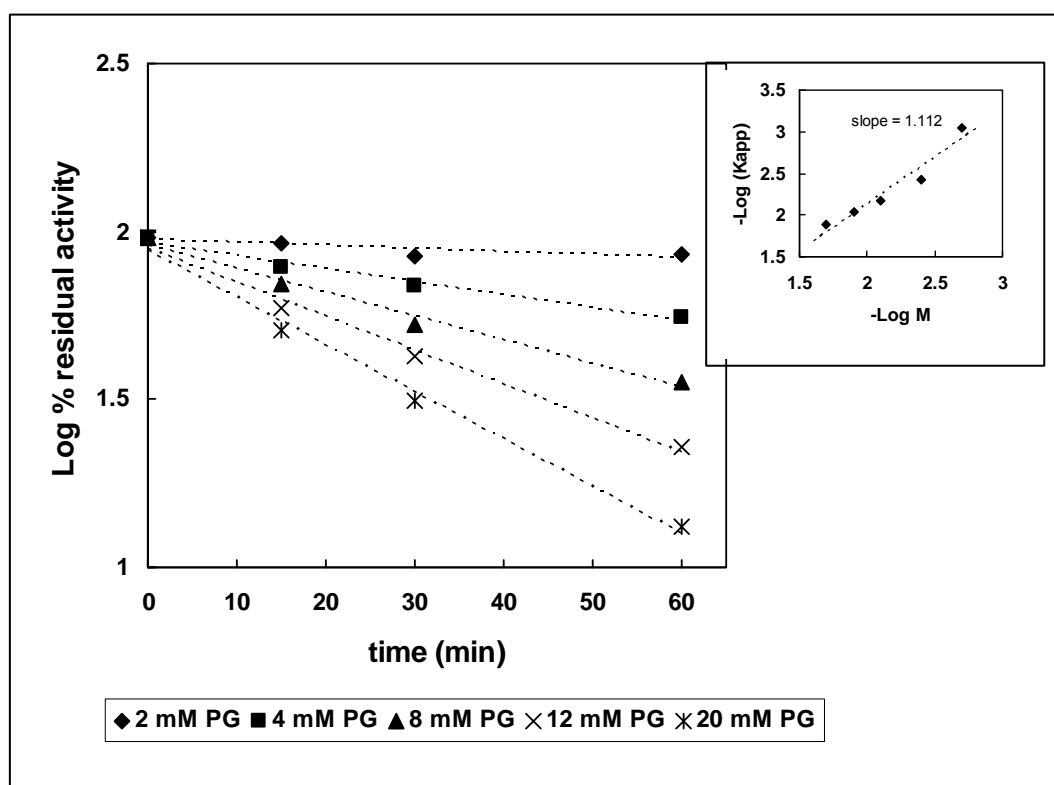 2.5
2
1.5
1
Log % residual activity
0 10 20 30 40 50 60
time (min)
3.5
3
2.5
2
1.5
-Log (Kapp)
slope = 1.112
1.5 2 2.5 3
-Log M
2 mM PG 4 mM PG 8 mM PG 12 mM PG 20 mM PG